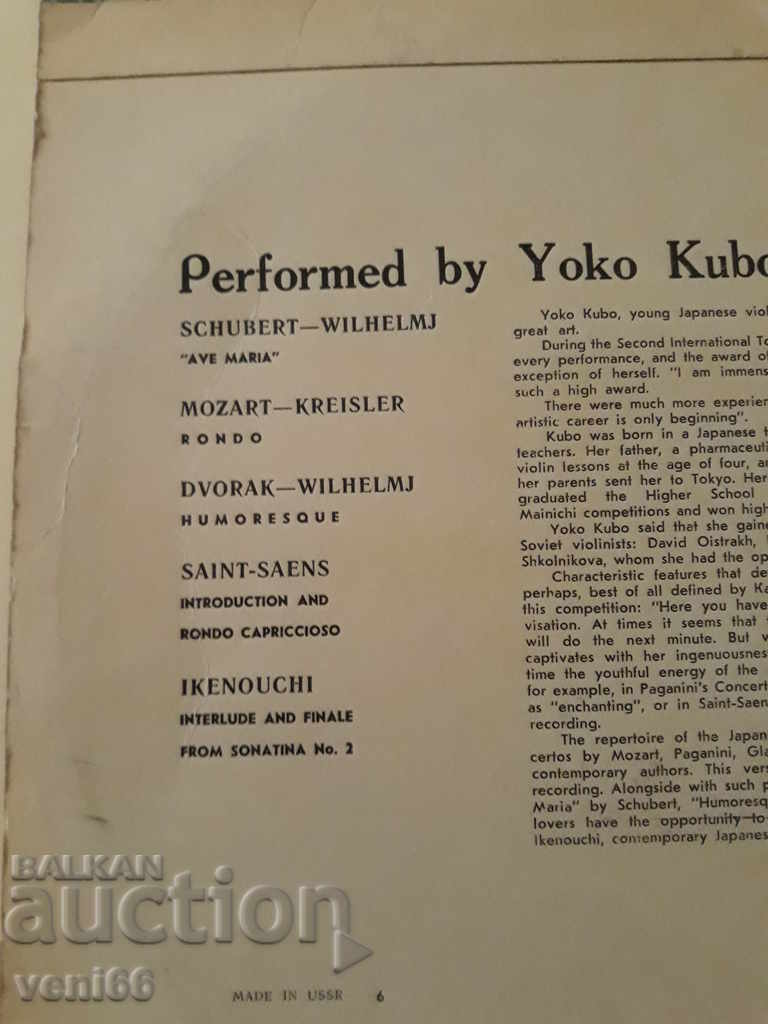 Performed by Yoko Kubo
SCHUBERT—WILHELMJ
"AVE MARIA"
MOZART—KREISLER
RONDO
DVORAK—WILHELMJ
HUMORESQUE
SAINT-SAENS
INTRODUCTION AND
RONDO CAPRICCIOSO
IKENOUCHI
INTERLUDE AND FINALE
FROM SONATINA No. 2
Yoko Kubo, young Japanese
great art.
During the Second International
every performance, and the award of
exception of herself. "I am
such a high award.
There were much more
artistic career is only beginning".
Kubo was born in a Japanese
teachers. Her father, a
violin lessons at the age of four,
her parents sent her to Tokyo. Her
graduated the Higher School
Mainichi competitions and won
Yoko Kubo said that she
Soviet violinists: David Oistrakh,
Shkolnikova, whom she had the
Characteristic features that
perhaps, best of all defined by
this competition: "Here you have
visation. At times it seems that
will do the next minute. But
captivates with her
time the youthful energy of the
for example, in Paganini's
as "enchanting", or in
recording.
The repertoire of the
certos by Mozart, Paganini,
contemporary authors. This
recording. Alongside with such
Maria" by Schubert,
lovers have the opportunity to
Ikenouchi, contemporary
BALKAN
auction
veni66
MADE IN USSR 6